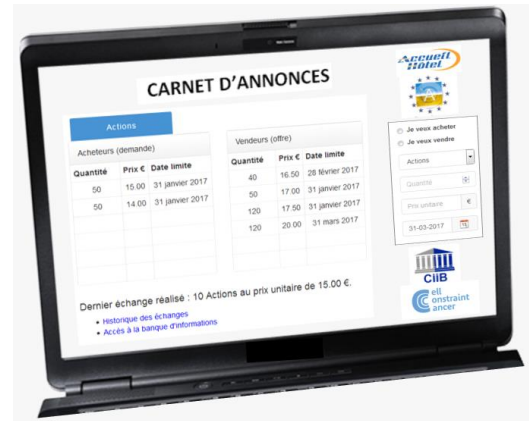 Accueil
Hôtel
CARNET D'ANNONCES
A
Actions
Acheteurs (demande)
Quantité Prix € Date limite
50 15.00 31 janvier 2017
50 14.00 31 janvier 2017
Vendeurs (offre)
Quantité Prix € Date limite
40 16.50 28 février 2017
50 17.00 31 janvier 2017
120 17.50 31 janvier 2017
120 20.00 31 mars 2017
Je veux acheter
Je veux vendre
Actions
Quantité
Prix unitaire €
31-03-2017
Dernier échange réalisé : 10 Actions au prix unitaire de 15.00 €.
• Historique des échanges
• Accès à la banque d'informations
CiiB
Cell
Constraint
Cancer